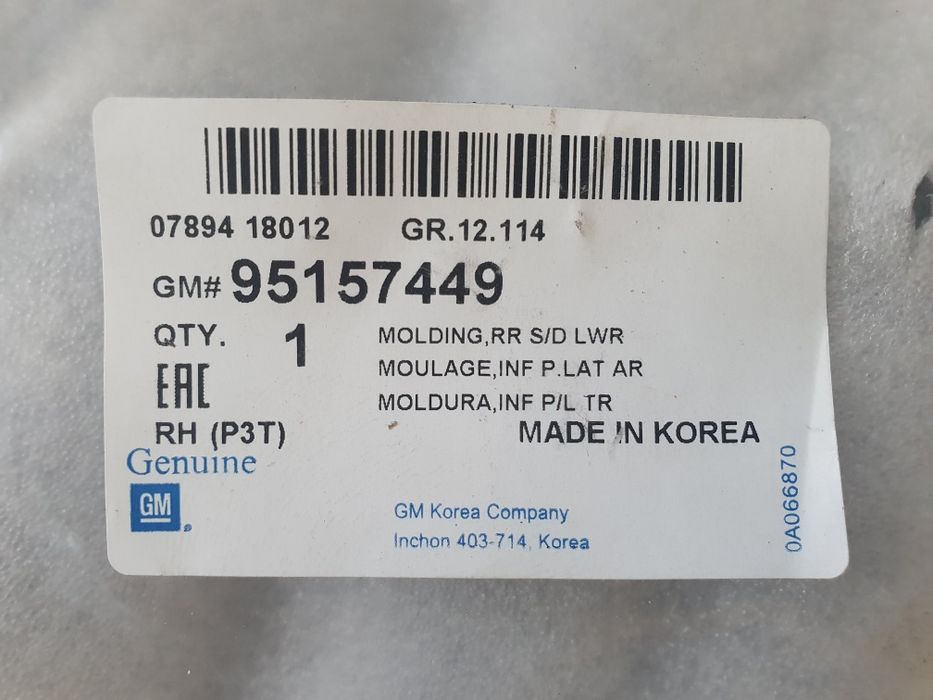 07894 18012 GR.12.114
GM# 95157449
QTY. 1 MOLDING,RR S/D LWR
MOULAGE,INF P.LAT AR
EAC
MOLDURA,INF P/L TR
RH (P3T) MADE IN KOREA
Genuine
GM
GM Korea Company
Inchon 403-714, Korea
0A066870